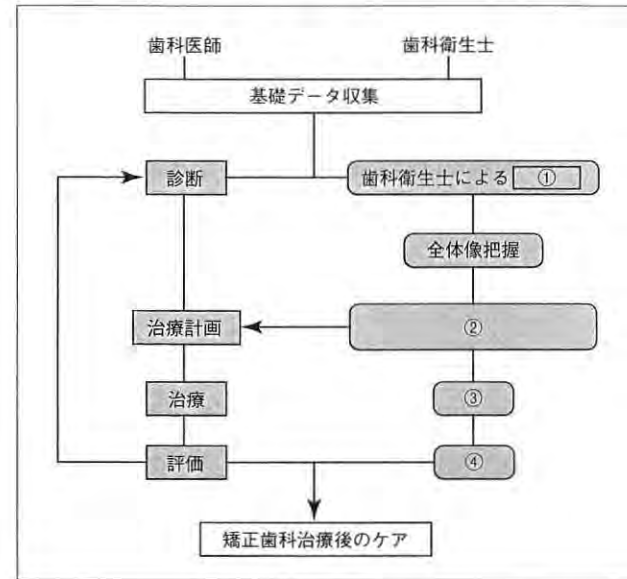 歯科医師
歯科衛生士
基礎データ収集
診断
歯科衛生士による ①
全体像把握
治療計画
②
治療
③
評価
④
矯正歯科治療後のケア